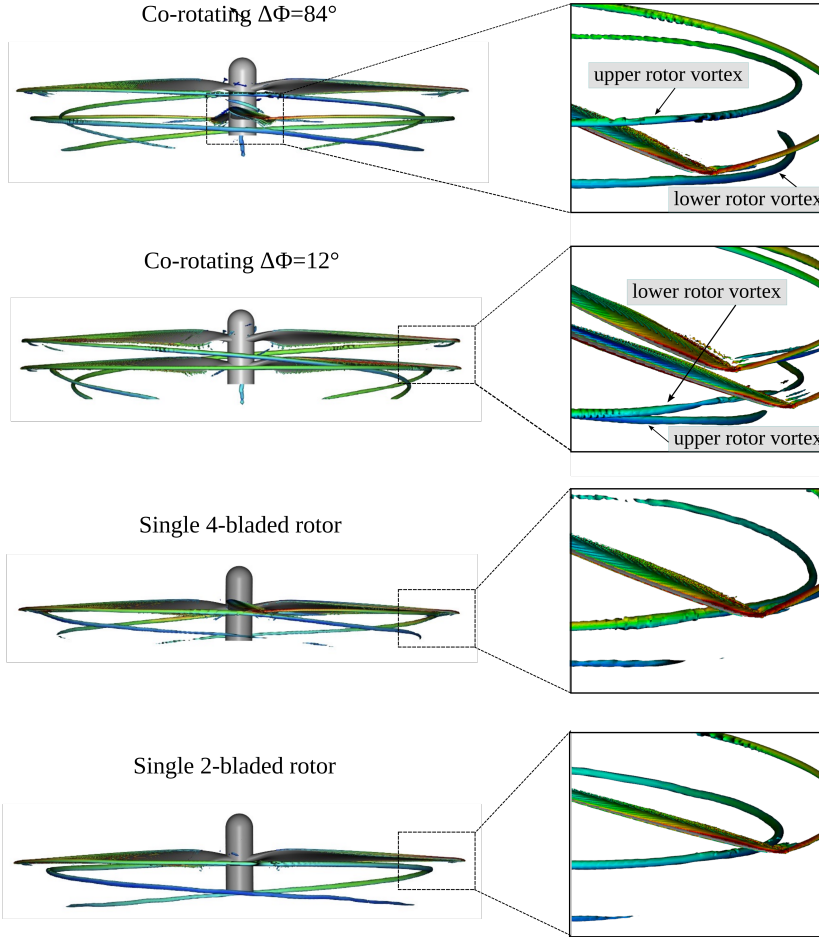 Co-rotating ΔΦ=84°
upper rotor vortex
lower rotor vortex
Co-rotating ΔΦ=12°
lower rotor vortex
upper rotor vortex
Single 4-bladed rotor
Single 2-bladed rotor